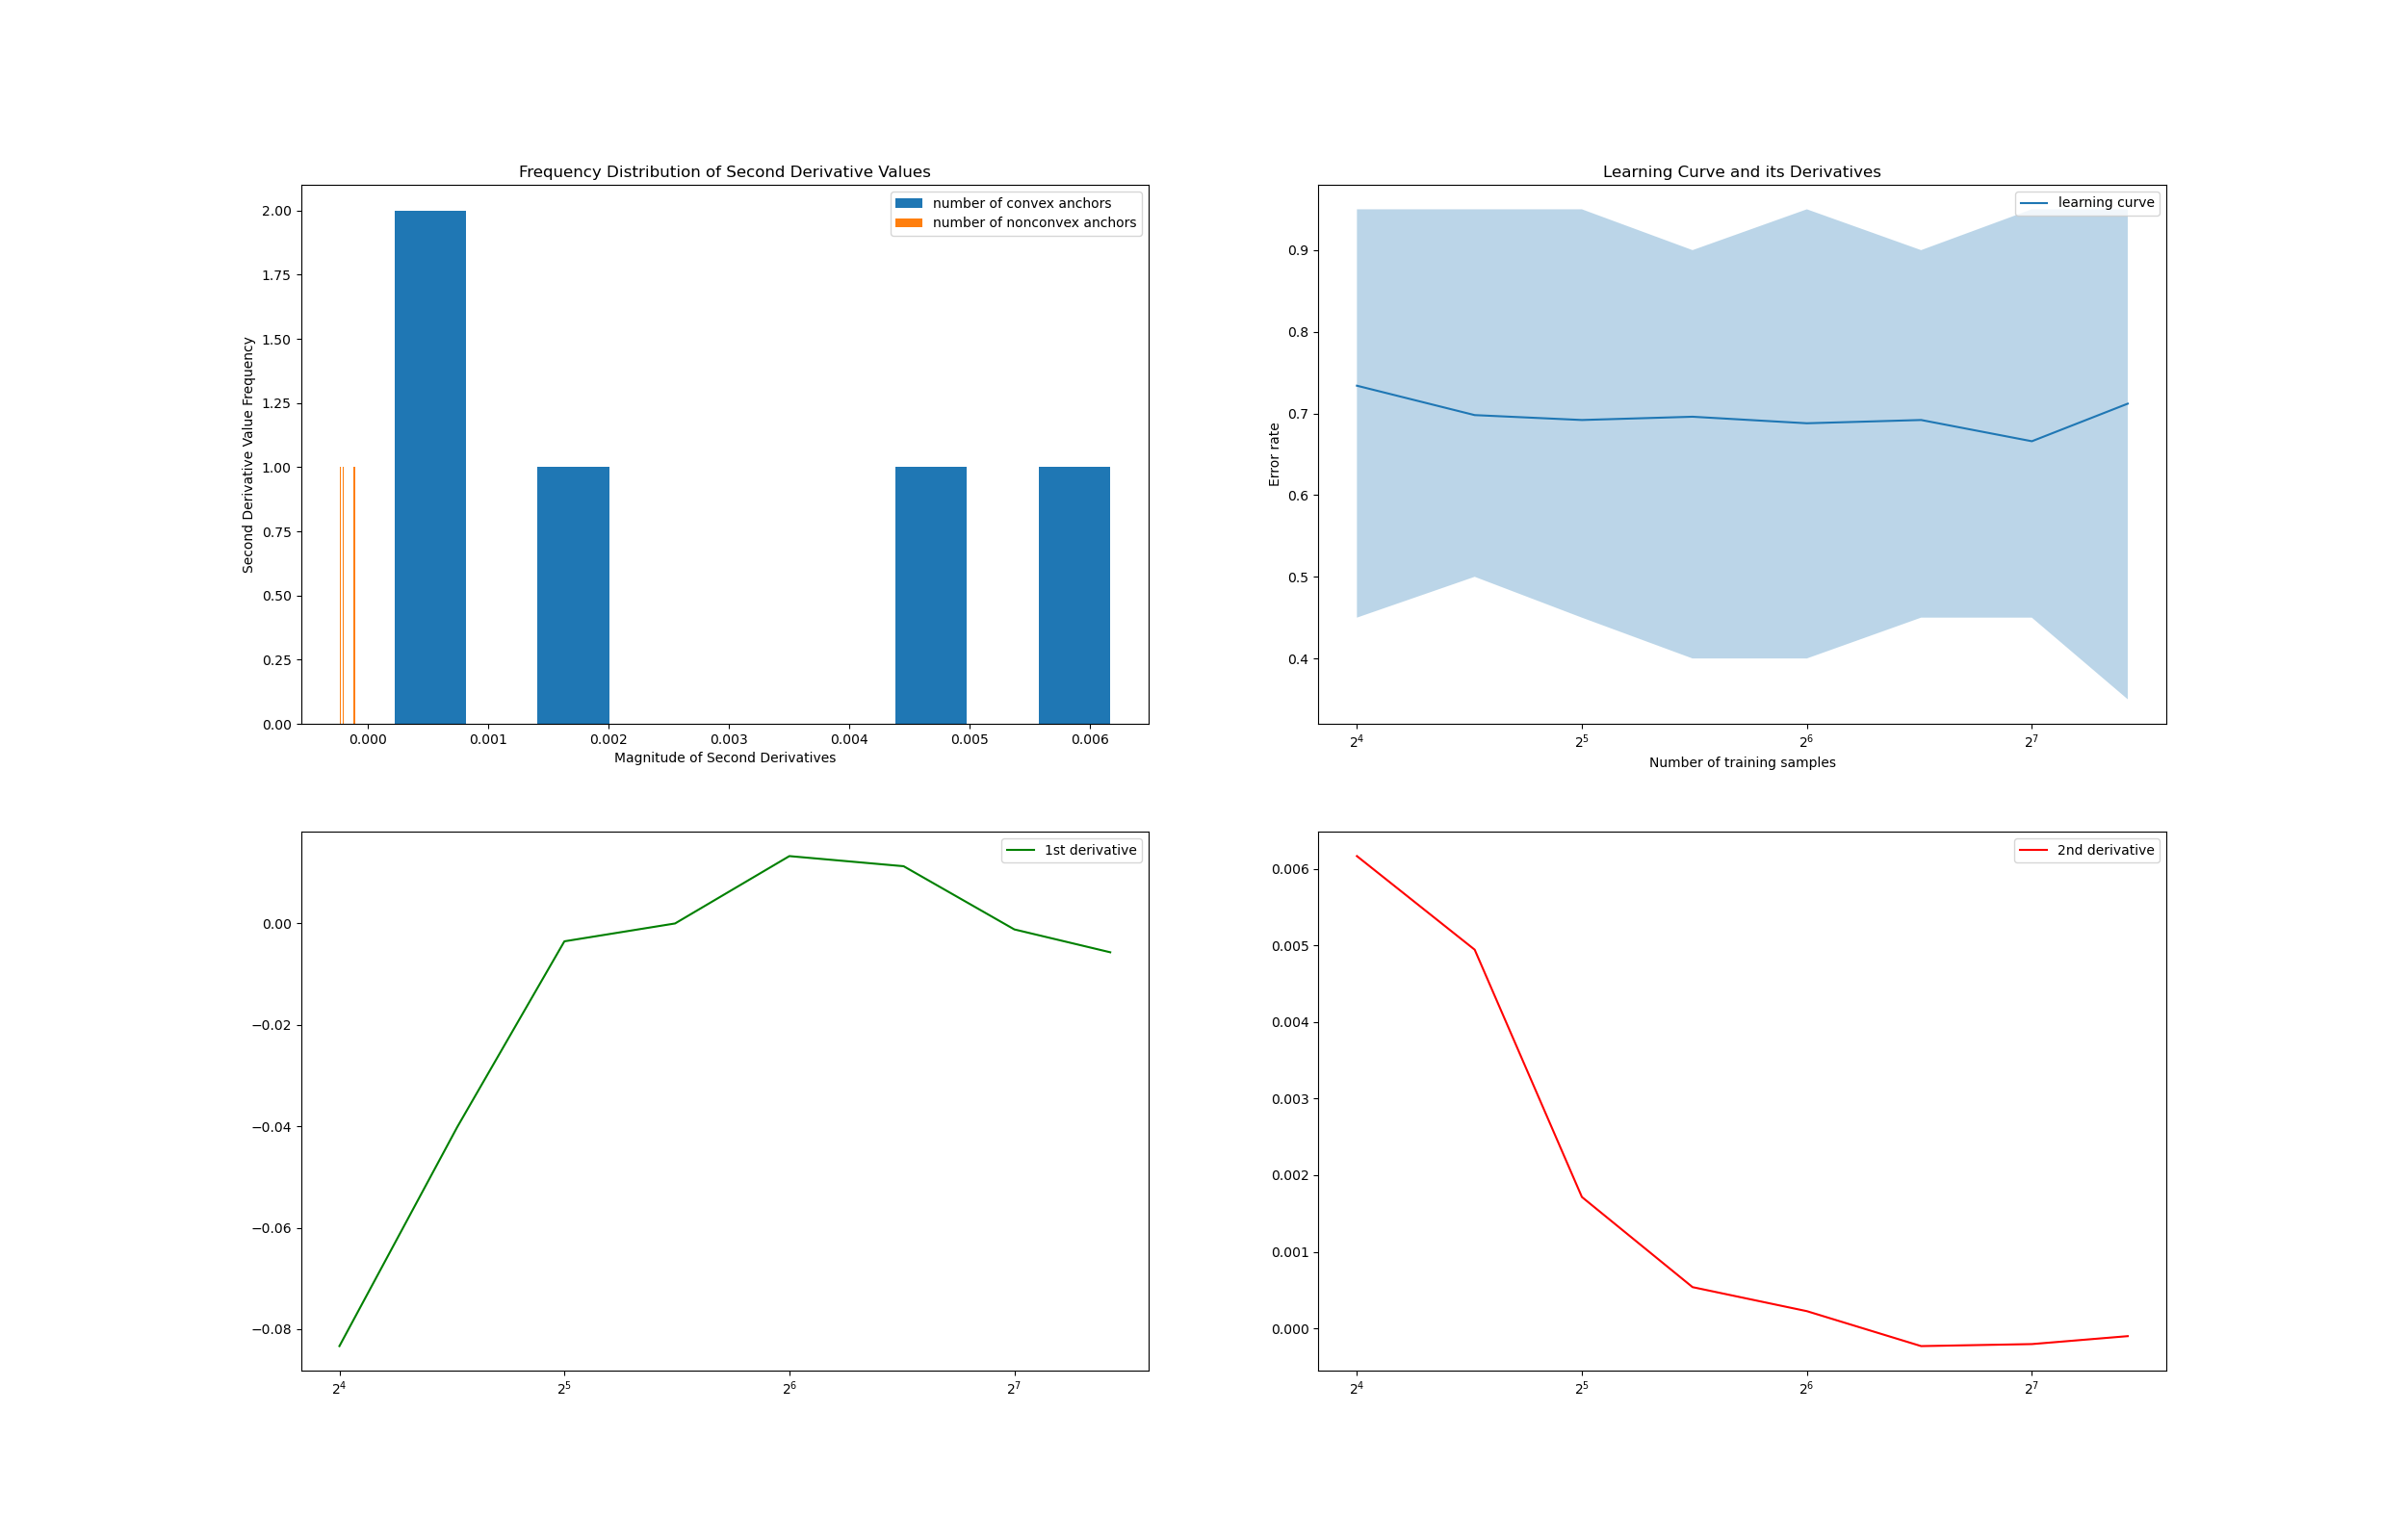 Frequency Distribution of Second Derivative Values
number of convex anchors
number of nonconvex anchors
Second Derivative Value Frequency
2.00
1.75
1.50
1.25
1.00
0.75
0.50
0.25
0.00
0.000 0.001 0.002 0.003 0.004 0.005 0.006
Magnitude of Second Derivatives
Learning Curve and its Derivatives
learning curve
Error rate
0.9
0.8
0.7
0.6
0.5
0.4
2⁴ 2⁵ 2⁶ 2⁷
Number of training samples
1st derivative
0.00
−0.02
−0.04
−0.06
−0.08
2⁴ 2⁵ 2⁶ 2⁷
2nd derivative
0.006
0.005
0.004
0.003
0.002
0.001
0.000
2⁴ 2⁵ 2⁶ 2⁷